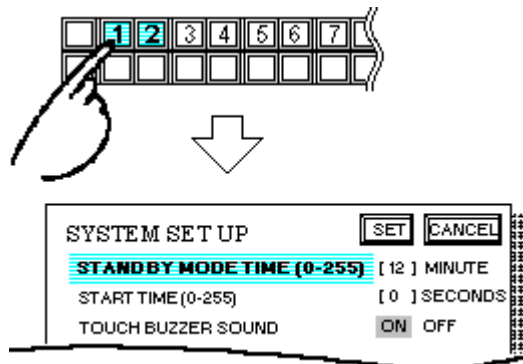 1 2 3 4 5 6 7
SYSTEM SET UP SET CANCEL
STANDBY MODE TIME (0-255) [ 12 ] MINUTE
START TIME (0-255) [ 0 ] SECONDS
TOUCH BUZZER SOUND ON OFF